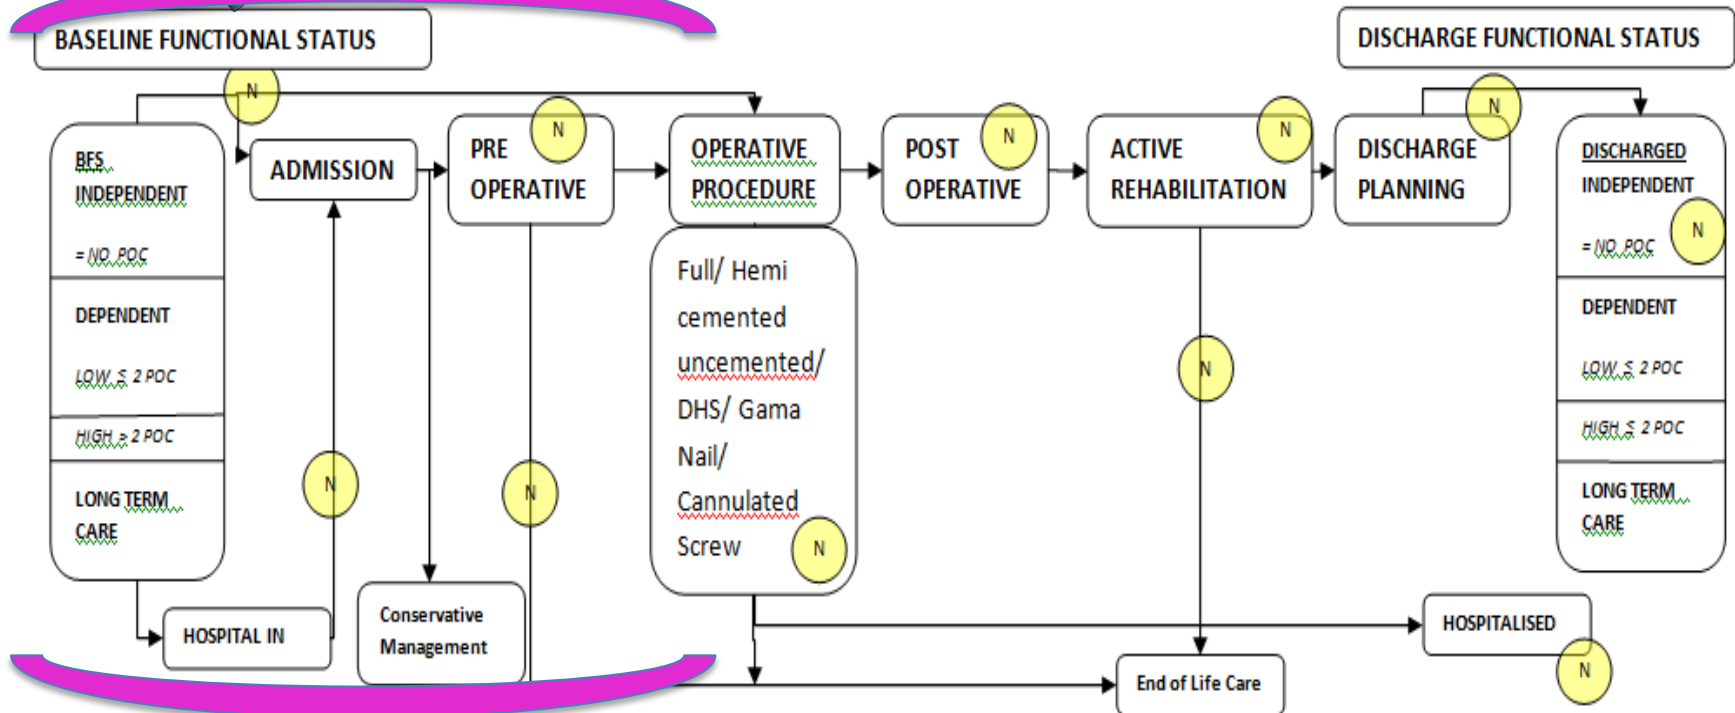 BASELINE FUNCTIONAL STATUS
DISCHARGE FUNCTIONAL STATUS
N
BFS
INDEPENDENT
= NO POC
DEPENDENT
LOW ≤ 2 POC
HIGH ≥ 2 POC
LONG TERM
CARE
HOSPITAL IN
N
ADMISSION
Conservative
Management
PRE
OPERATIVE
N
N
OPERATIVE
PROCEDURE
Full/ Hemi
cemented
uncemented/
DHS/ Gama
Nail/
Cannulated
Screw
N
POST
OPERATIVE
N
ACTIVE
REHABILITATION
N
N
End of Life Care
DISCHARGE
PLANNING
N
DISCHARGED
INDEPENDENT
= NO POC
N
DEPENDENT
LOW ≤ 2 POC
HIGH ≤ 2 POC
LONG TERM
CARE
HOSPITALISED
N